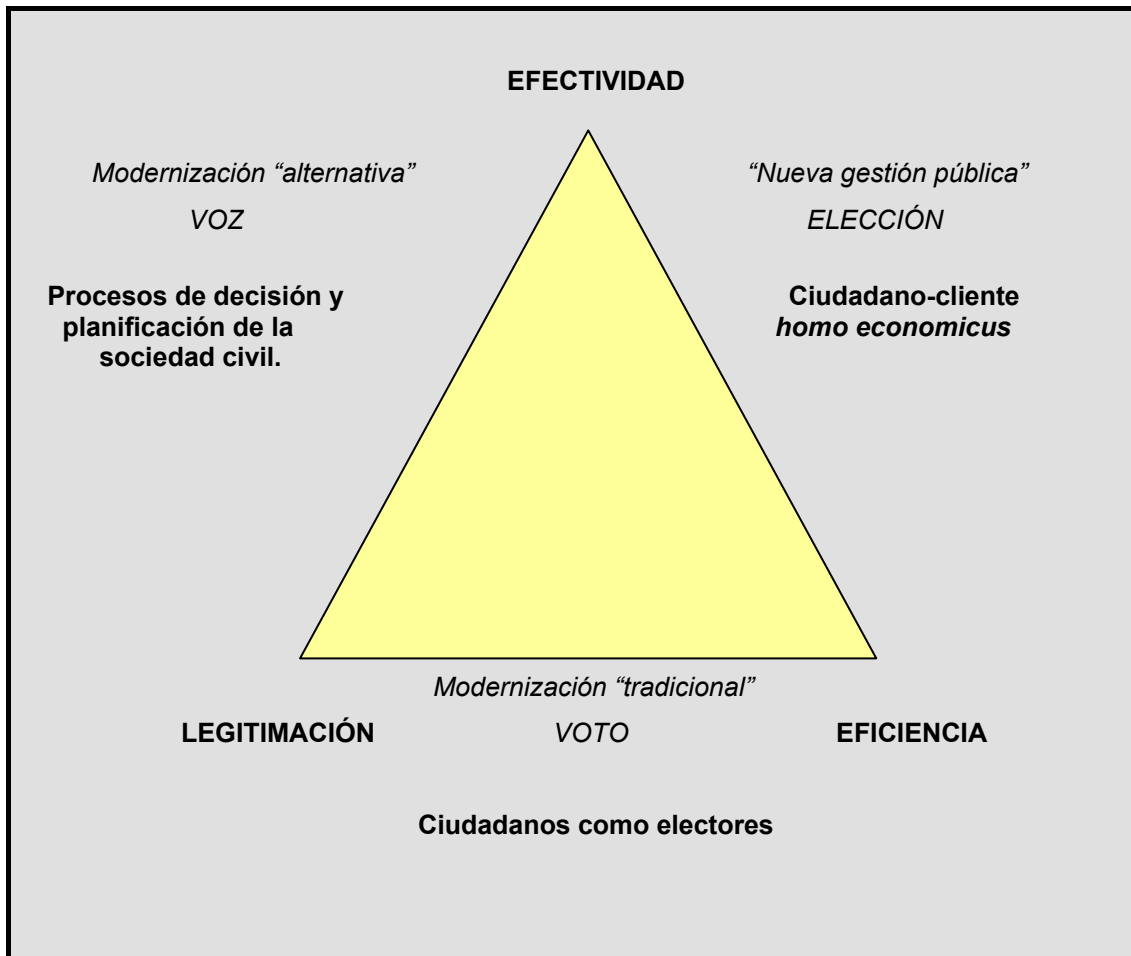 EFECTIVIDAD
Modernización “alternativa”
VOZ
Procesos de decisión y
planificación de la
sociedad civil.
“Nueva gestión pública”
ELECCIÓN
Ciudadano-cliente
homo economicus
Modernización “tradicional”
LEGITIMACIÓN
VOTO
EFICIENCIA
Ciudadanos como electores